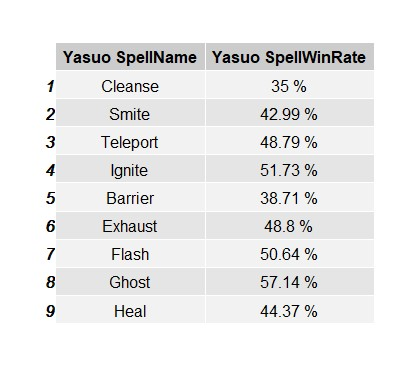 Yasuo SpellName Yasuo SpellWinRate
1 Cleanse 35 %
2 Smite 42.99 %
3 Teleport 48.79 %
4 Ignite 51.73 %
5 Barrier 38.71 %
6 Exhaust 48.8 %
7 Flash 50.64 %
8 Ghost 57.14 %
9 Heal 44.37 %